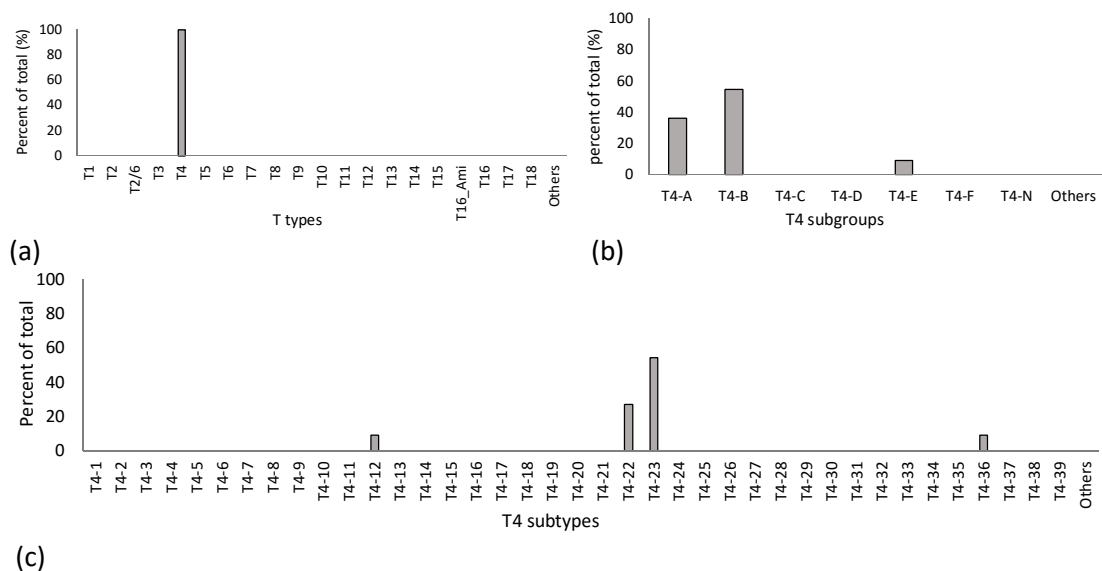 Percent of total (%)
100
80
60
40
20
0
T1
T2
T2/6
T3
T4
T5
T6
T7
T8
T9
T10
T11
T12
T13
T14
T15
T16_Ami
T16
T17
T18
Others
T types
(a)
percent of total (%)
100
80
60
40
20
0
T4-A T4-B T4-C T4-D T4-E T4-F T4-N Others
T4 subgroups
(b)
Percent of total
100
80
60
40
20
0
T4-1
T4-2
T4-3
T4-4
T4-5
T4-6
T4-7
T4-8
T4-9
T4-10
T4-11
T4-12
T4-13
T4-14
T4-15
T4-16
T4-17
T4-18
T4-19
T4-20
T4-21
T4-22
T4-23
T4-24
T4-25
T4-26
T4-27
T4-28
T4-29
T4-30
T4-31
T4-32
T4-33
T4-34
T4-35
T4-36
T4-37
T4-38
T4-39
Others
T4 subtypes
(c)